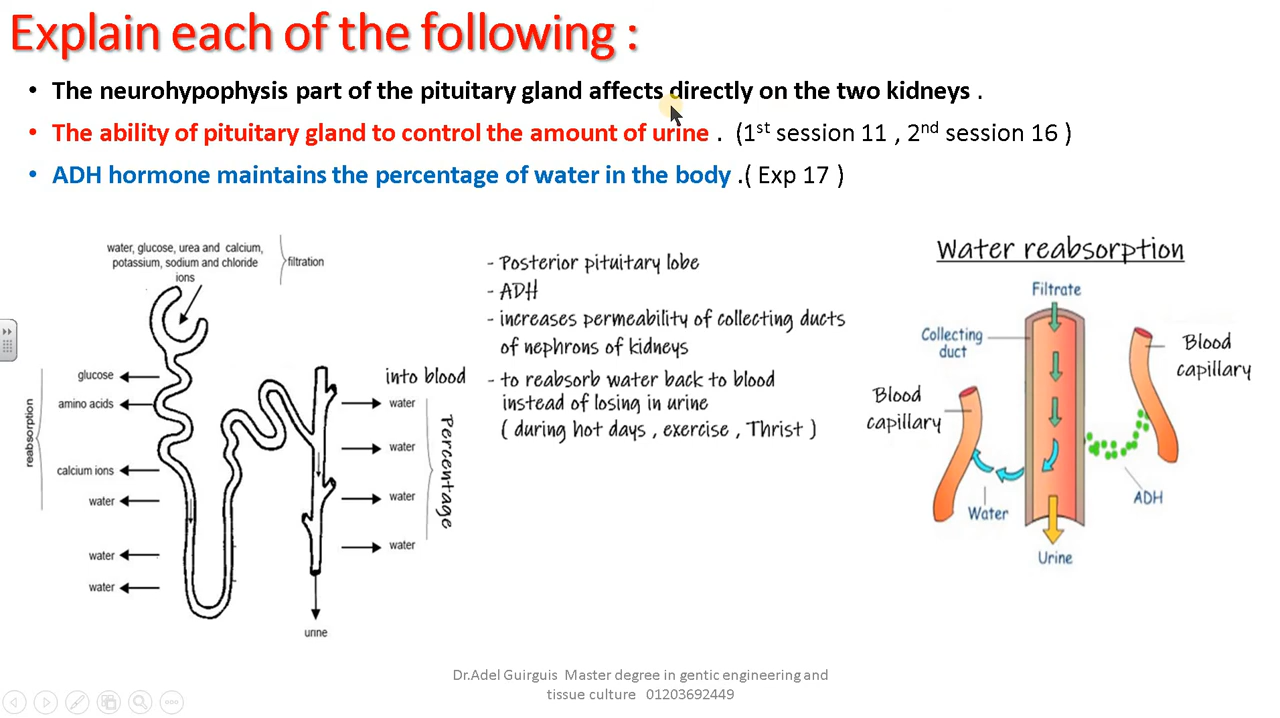 Explain each of the following :
• The neurohypophysis part of the pituitary gland affects directly on the two kidneys .
• The ability of pituitary gland to control the amount of urine . (1st session 11 , 2nd session 16 )
• ADH hormone maintains the percentage of water in the body .( Exp 17 )
water, glucose, urea and calcium,
potassium, sodium and chloride
ions
filtration
glucose
amino acids
calcium ions
water
water
water
reabsorption
into blood
water
water
water
water
Percentage
urine
- Posterior pituitary lobe
- ADH
- increases permeability of collecting ducts
of nephrons of kidneys
- to reabsorb water back to blood
instead of losing in urine
( during hot days , exercise , Thrist )
Water reabsorption
Filtrate
Collecting
duct
Blood
capillary
Blood
capillary
Water
ADH
Urine
Dr.Adel Guirguis Master degree in gentic engineering and
tissue culture 01203692449